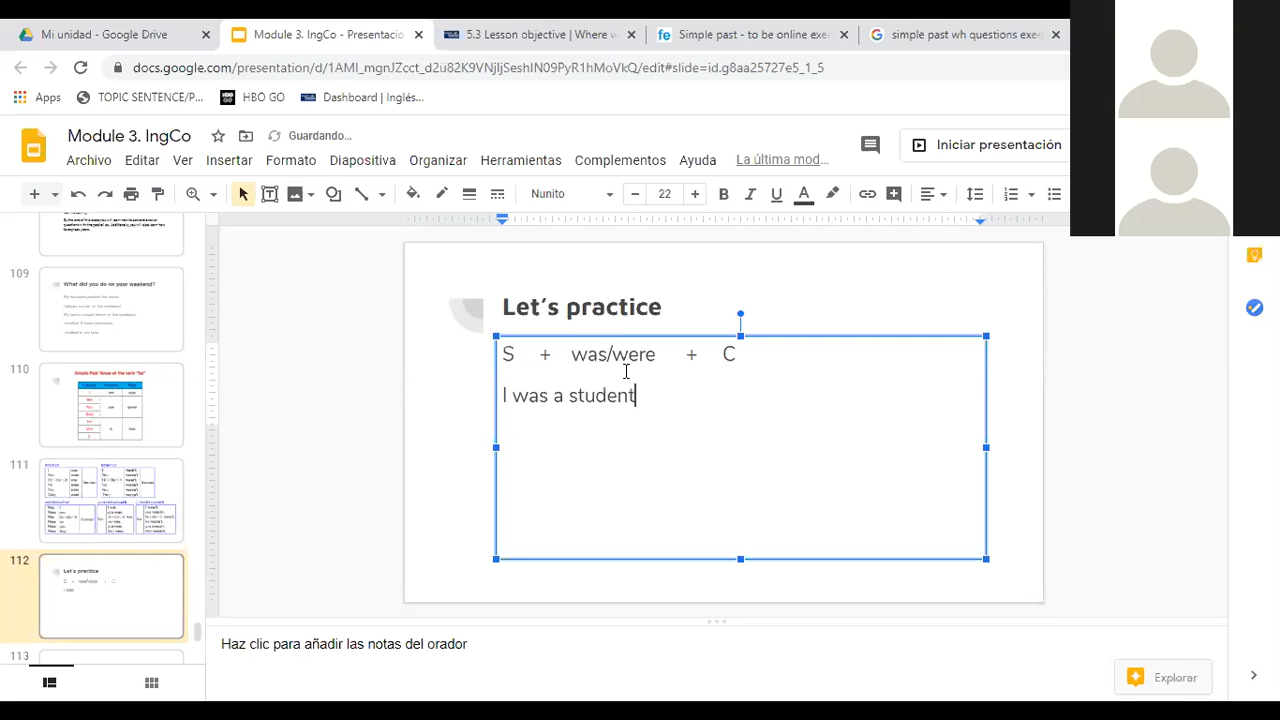 Mi unidad - Google Drive
Module 3. IngCo - Presentacio
5.3 Lesson objective | Where w
Simple past - to be online exe
simple past wh questions exer
docs.google.com/presentation/d/1AMI_mgnJZcct_d2u82K9VNjIjSeshIN09PyR1hMoVkQ/edit#slide=id.g8aa25727e5_1_5
Apps
TOPIC SENTENCE/P...
HBO GO
Dashboard | Inglés...
Module 3. IngCo
Guardando...
Archivo Editar Ver Insertar Formato Diapositiva Organizar Herramientas Complementos Ayuda La última mod...
Iniciar presentación
Nunito
22
B I U A
109
What did you do on your weekend?
110
Simple Past Tense of the verb "be"
111
112
Let's practice
S + was/were + C
113
Let´s practice
S + was/were + C
I was a student
Haz clic para añadir las notas del orador
Explorar